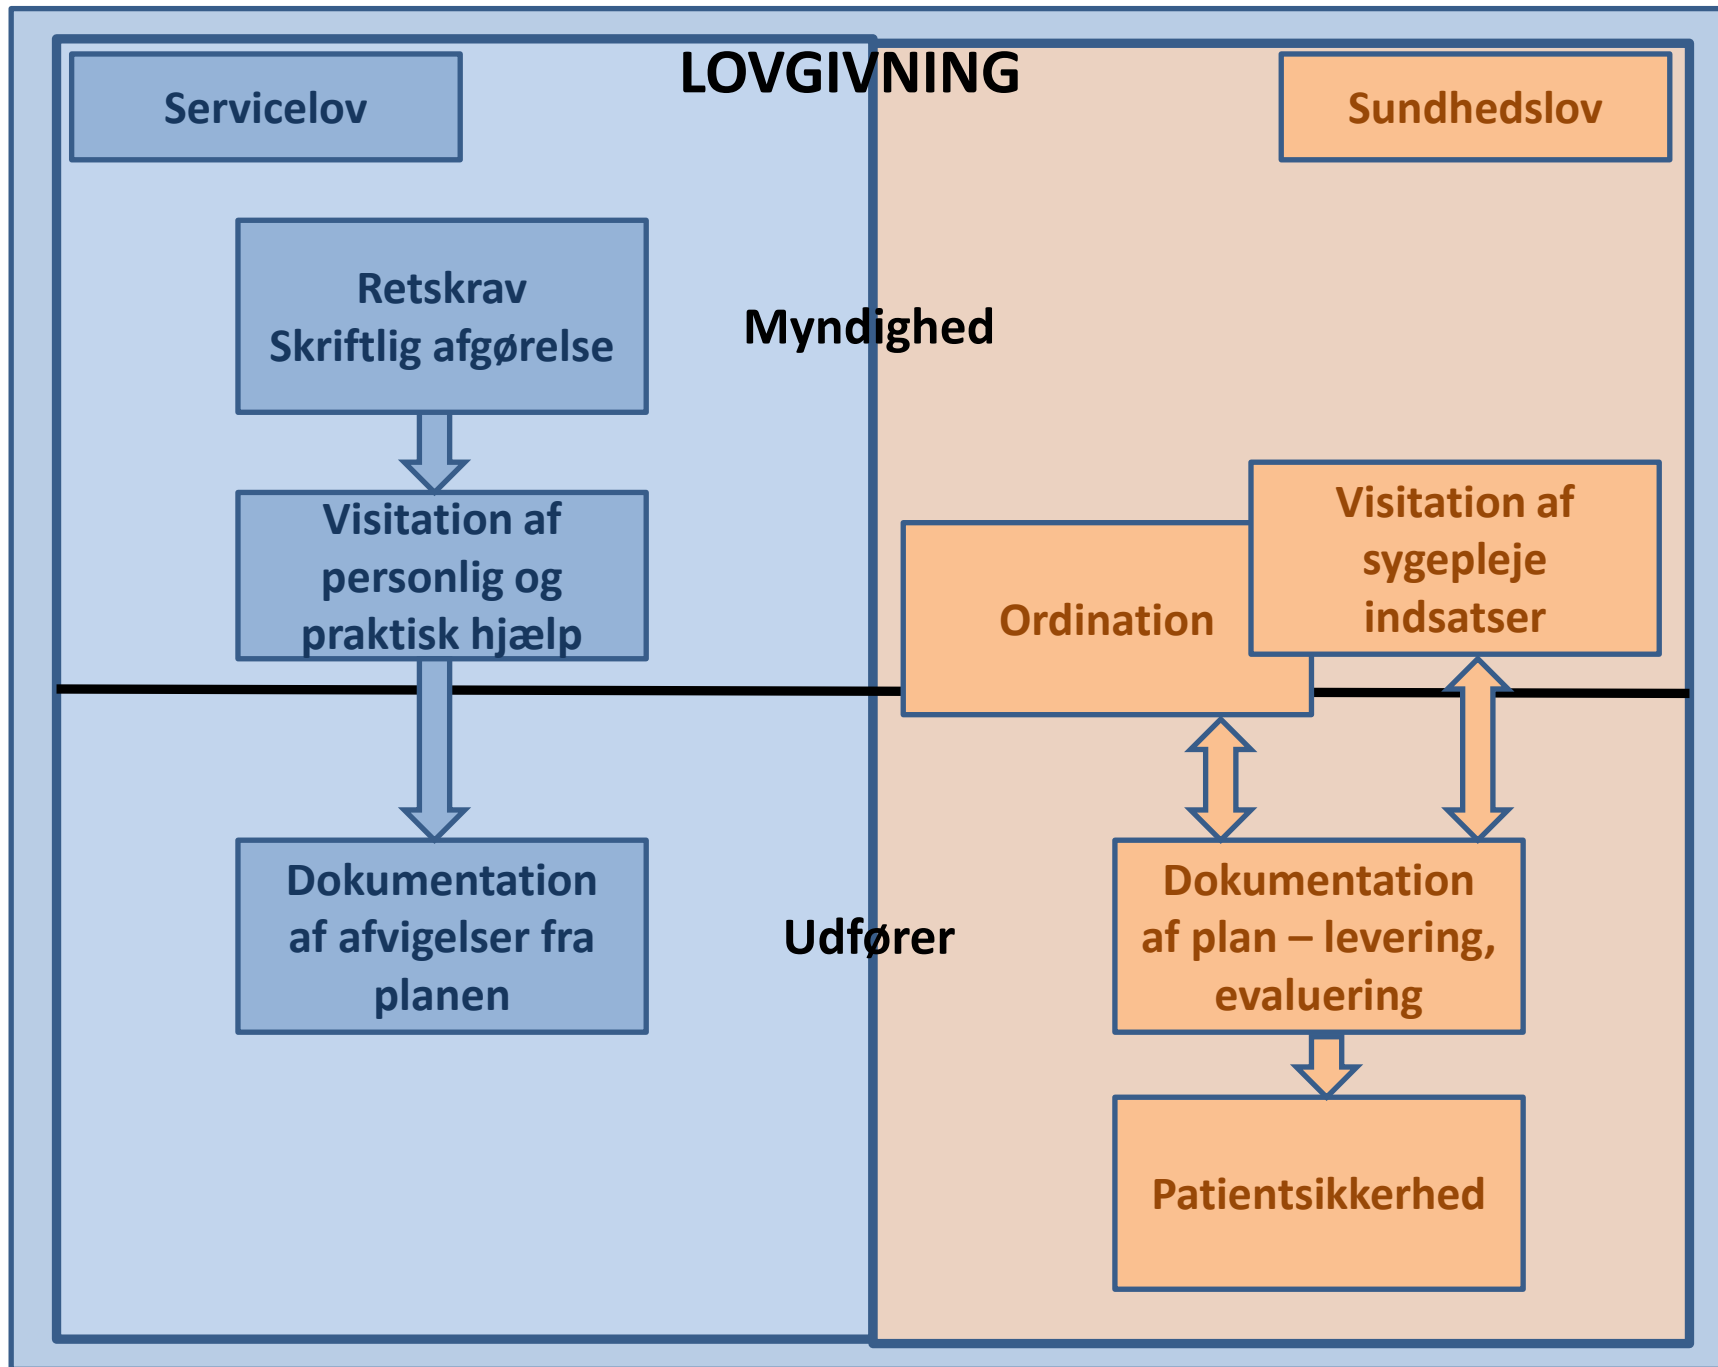 LOVGIVNING
Servicelov
Sundhedslov
Retskrav
Skriftlig afgørelse
Myndighed
Visitation af
personlig og
praktisk hjælp
Ordination
Visitation af
sygepleje
indsatser
Dokumentation
af afvigelser fra
planen
Udfører
Dokumentation
af plan – levering,
evaluering
Patientsikkerhed